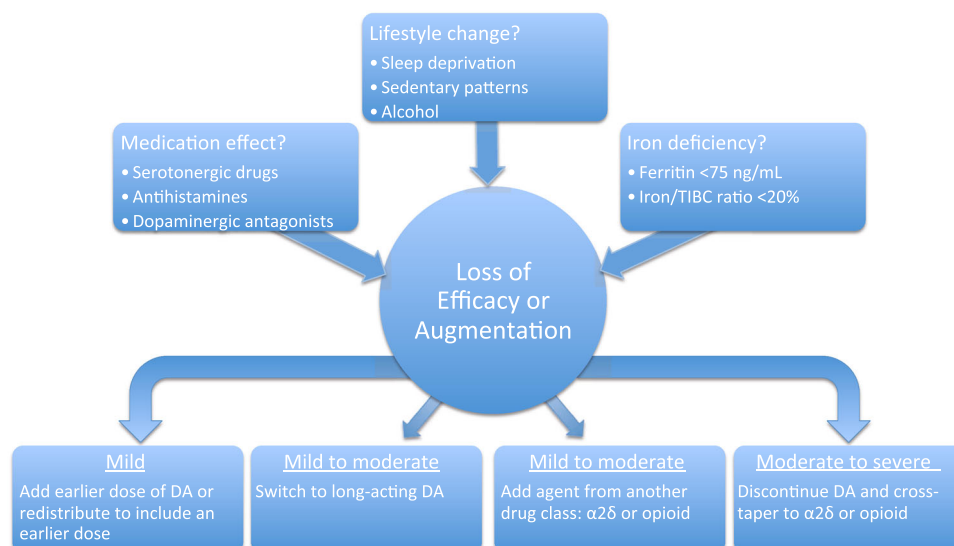 Lifestyle change?
• Sleep deprivation
• Sedentary patterns
• Alcohol
Medication effect?
• Serotonergic drugs
• Antihistamines
• Dopaminergic antagonists
Iron deficiency?
• Ferritin <75 ng/mL
• Iron/TIBC ratio <20%
Loss of
Efficacy or
Augmentation
Mild
Add earlier dose of DA or
redistribute to include an
earlier dose
Mild to moderate
Switch to long-acting DA
Mild to moderate
Add agent from another
drug class: α2δ or opioid
Moderate to severe
Discontinue DA and cross-
taper to α2δ or opioid